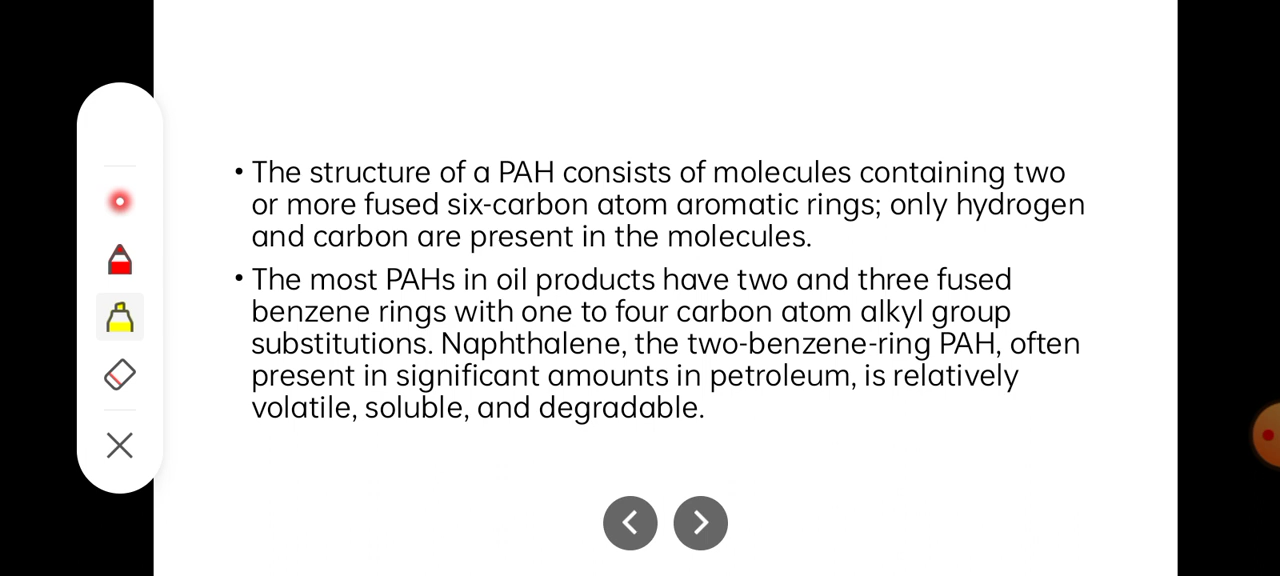 • The structure of a PAH consists of molecules containing two
or more fused six-carbon atom aromatic rings; only hydrogen
and carbon are present in the molecules.
• The most PAHs in oil products have two and three fused
benzene rings with one to four carbon atom alkyl group
substitutions. Naphthalene, the two-benzene-ring PAH, often
present in significant amounts in petroleum, is relatively
volatile, soluble, and degradable.